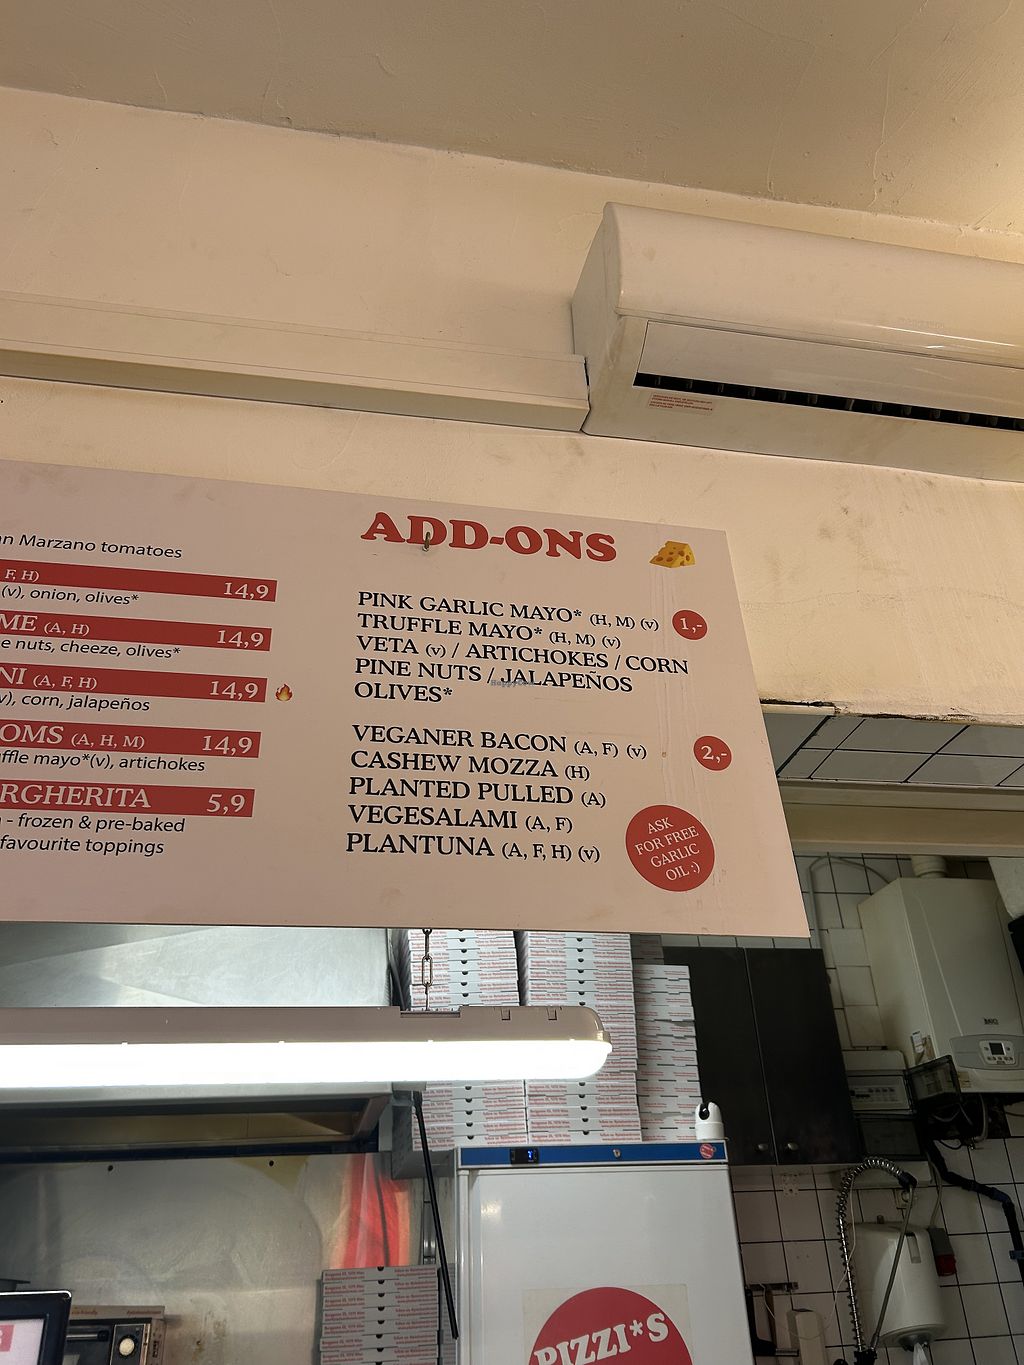 an Marzano tomatoes
F, H) 14,9
(v), onion, olives*
ME (A, H) 14,9
e nuts, cheeze, olives*
NI (A, F, H) 14,9
v), corn, jalapeños
OMS (A, H, M) 14,9
ffle mayo*(v), artichokes
RGHERITA 5,9
- frozen & pre-baked
favourite toppings
ADD-ONS
PINK GARLIC MAYO* (H, M) (v) 1,-
TRUFFLE MAYO* (H, M) (v)
VETA (v) / ARTICHOKES / CORN
PINE NUTS / JALAPEÑOS
OLIVES*
VEGANER BACON (A, F) (v) 2,-
CASHEW MOZZA (H)
PLANTED PULLED (A)
VEGESALAMI (A, F)
PLANTUNA (A, F, H) (v)
ASK
FOR FREE
GARLIC
OIL :)
PIZZI*S